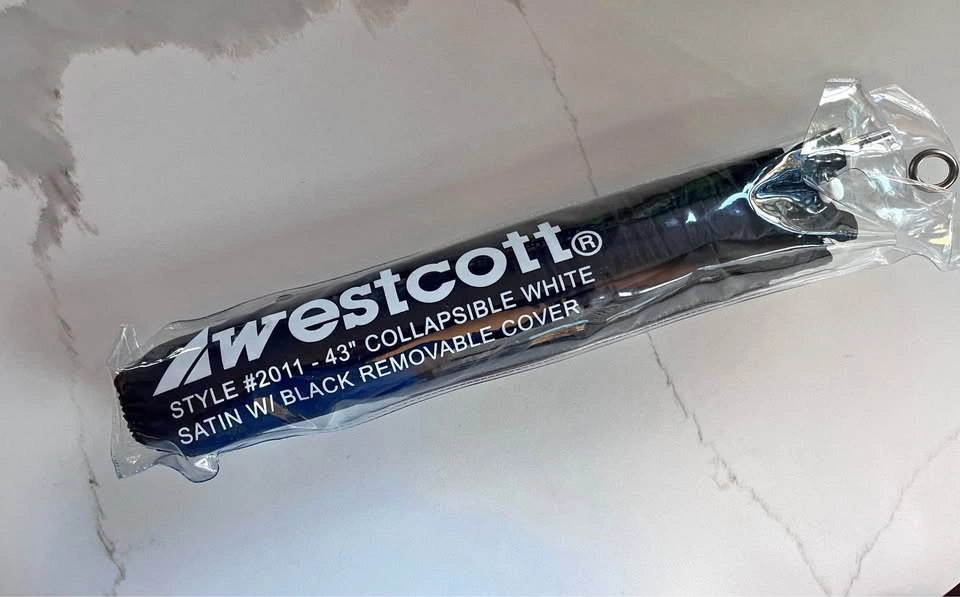 Westcott®
STYLE #2011 - 43" COLLAPSIBLE WHITE
SATIN W/ BLACK REMOVABLE COVER